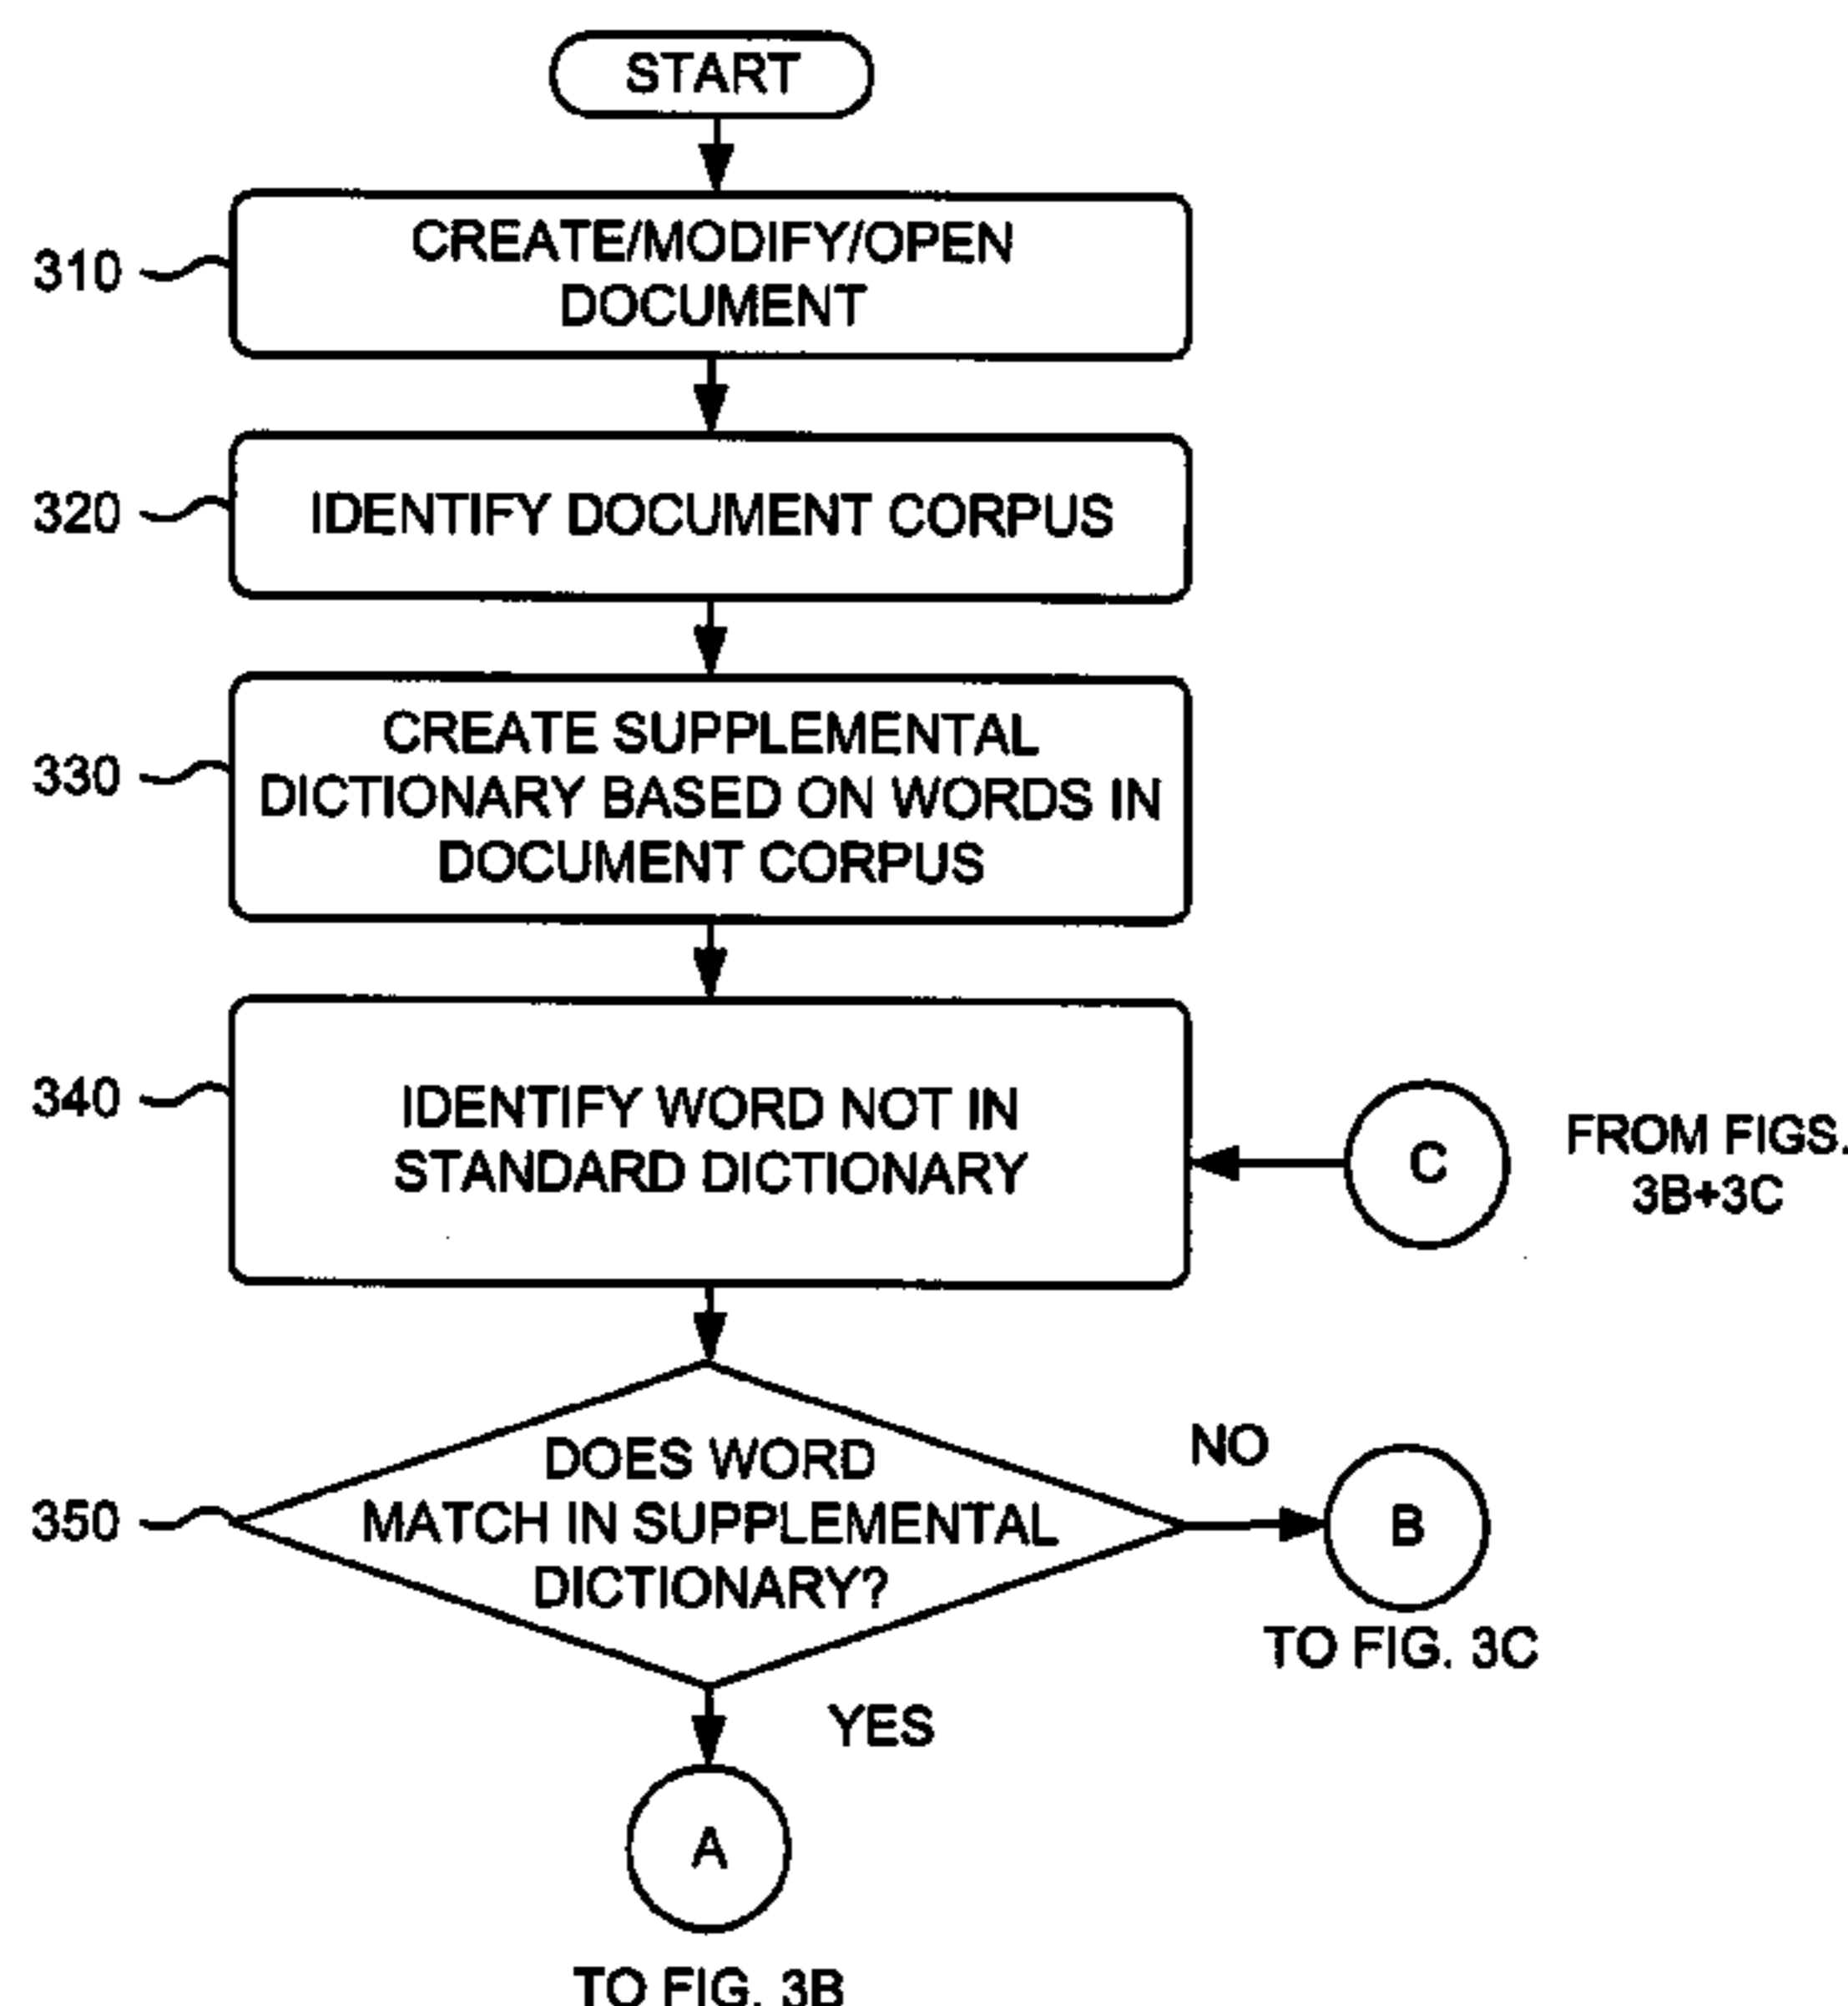 START
310
CREATE/MODIFY/OPEN
DOCUMENT
320
IDENTIFY DOCUMENT CORPUS
330
CREATE SUPPLEMENTAL
DICTIONARY BASED ON WORDS IN
DOCUMENT CORPUS
340
IDENTIFY WORD NOT IN
STANDARD DICTIONARY
C
FROM FIGS.
3B+3C
350
DOES WORD
MATCH IN SUPPLEMENTAL
DICTIONARY?
NO
B
TO FIG. 3C
YES
A
TO FIG. 3B